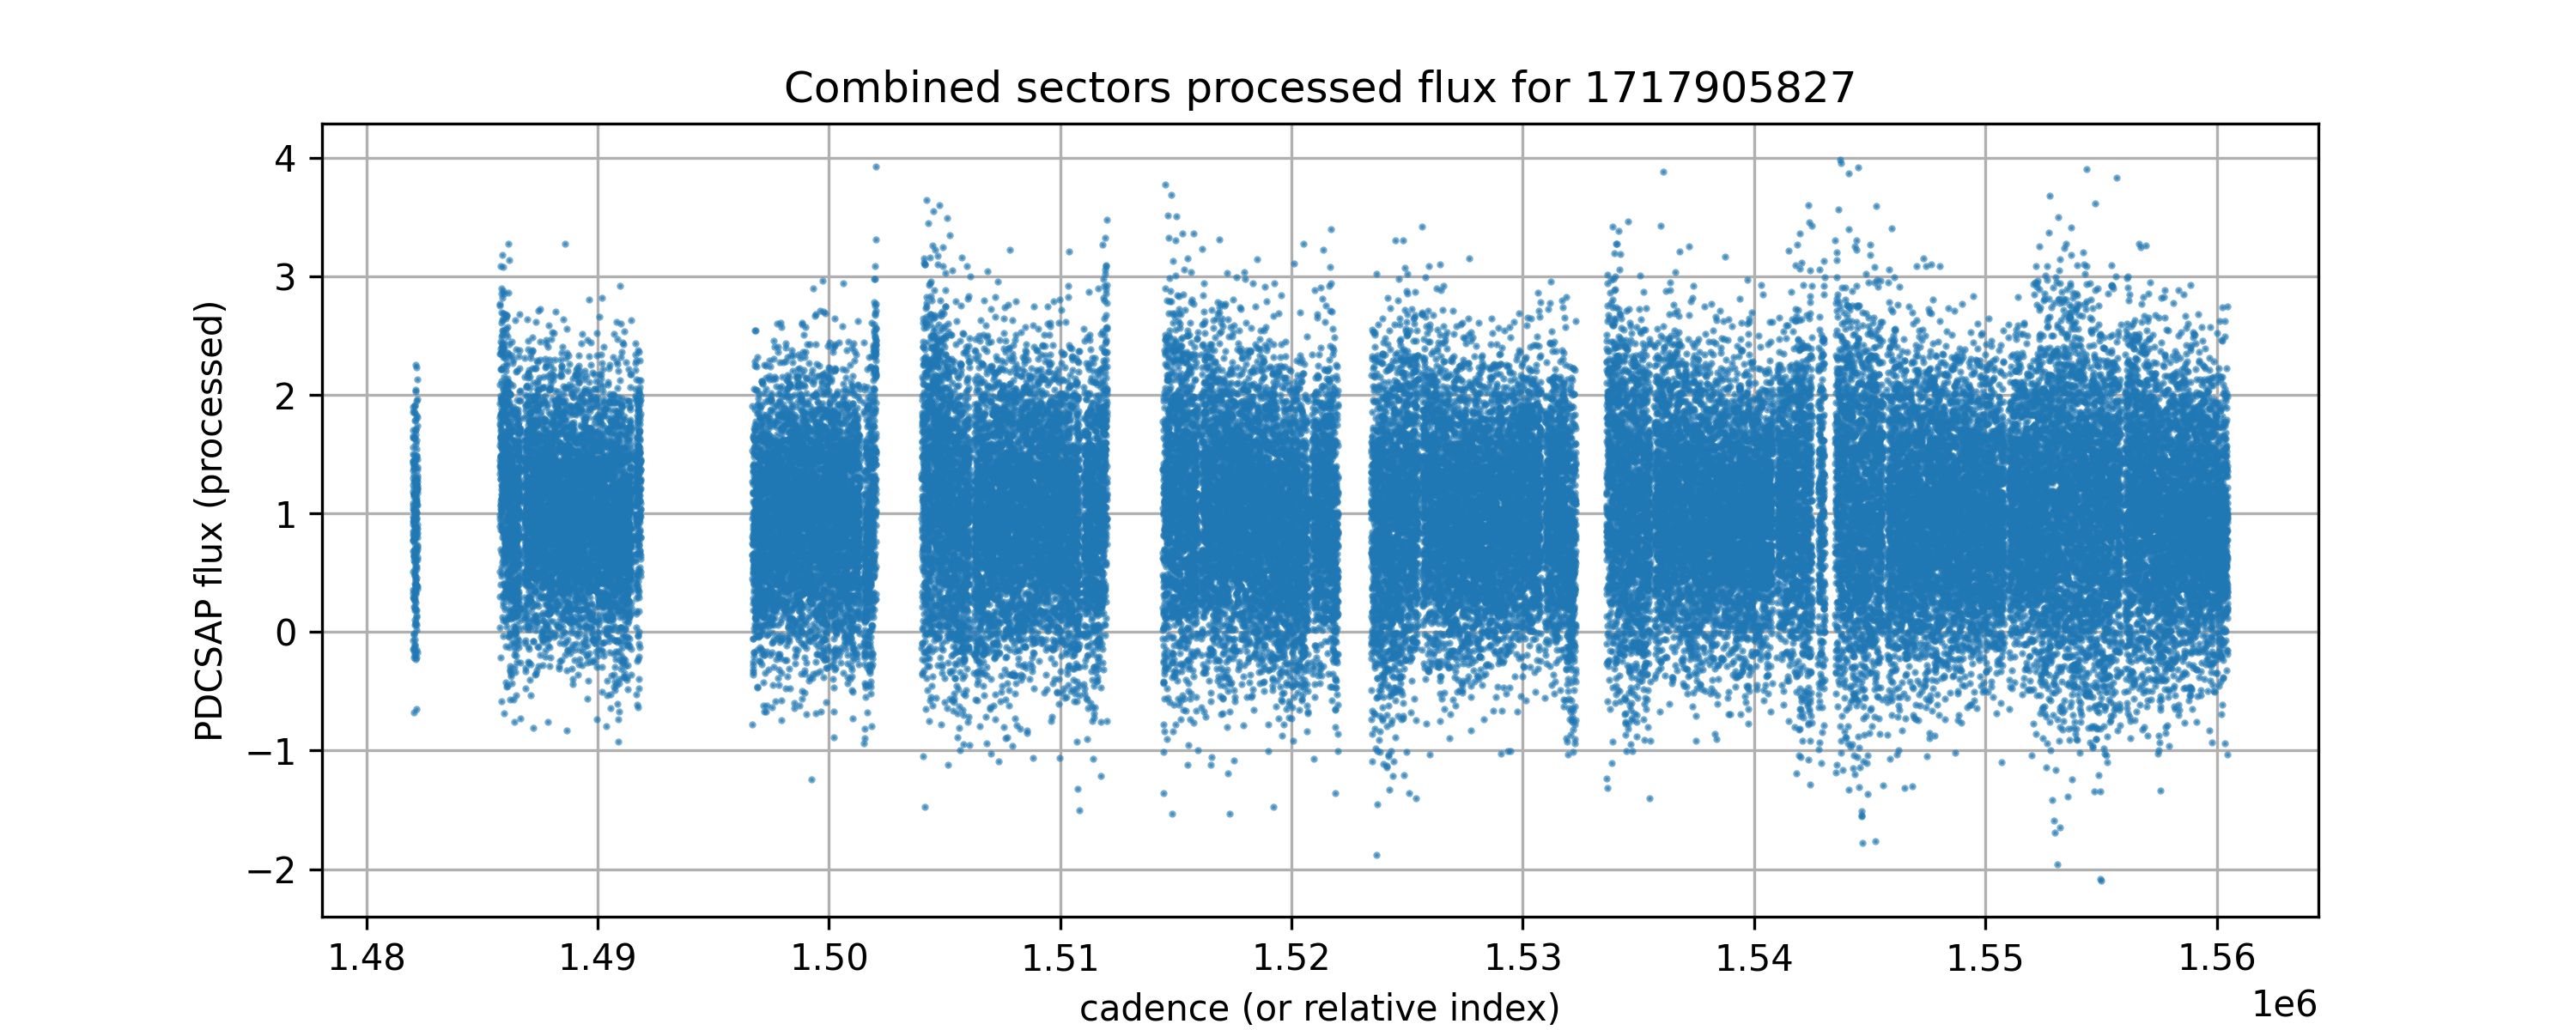 Combined sectors processed flux for 1717905827
PDCSAP flux (processed)
4
3
2
1
0
−1
−2
1.48 1.49 1.50 1.51 1.52 1.53 1.54 1.55 1.56
1e6
cadence (or relative index)